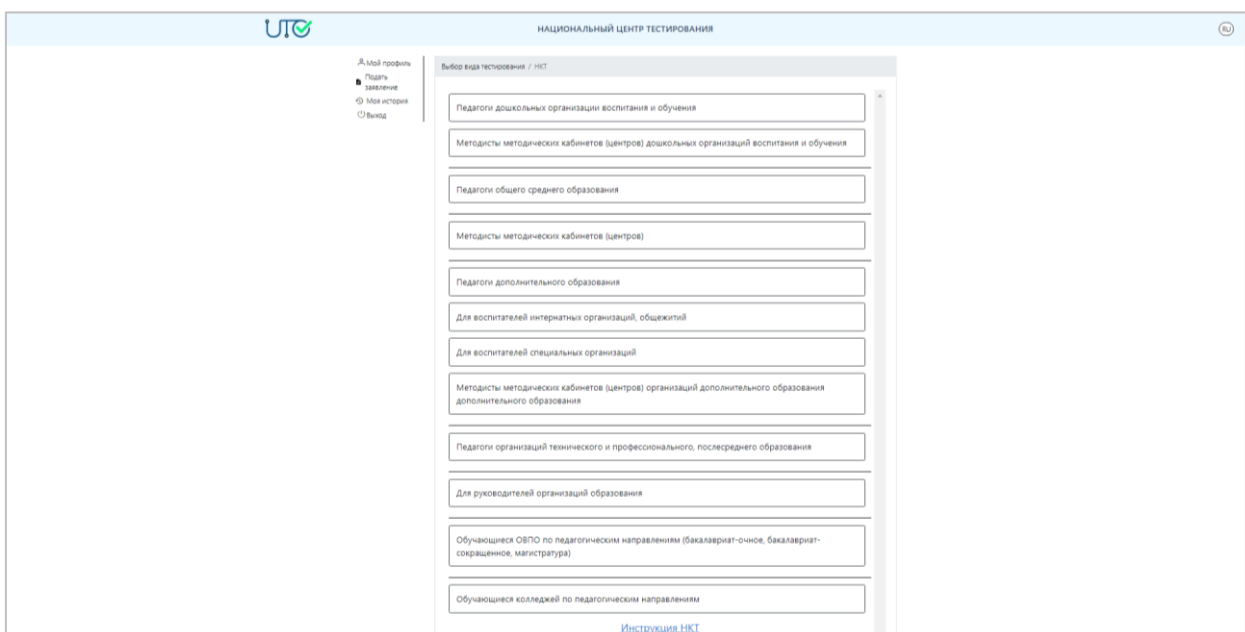 UTO
НАЦИОНАЛЬНЫЙ ЦЕНТР ТЕСТИРОВАНИЯ
RU
Мой профиль
Подать
заявление
Моя история
Выход
Выбор вида тестирования / НКТ
Педагоги дошкольных организации воспитания и обучения
Методисты методических кабинетов (центров) дошкольных организаций воспитания и обучения
Педагоги общего среднего образования
Методисты методических кабинетов (центров)
Педагоги дополнительного образования
Для воспитателей интернатных организаций, общежитий
Для воспитателей специальных организаций
Методисты методических кабинетов (центров) организаций дополнительного образования
дополнительного образования
Педагоги организаций технического и профессионального, послесреднего образования
Для руководителей организаций образования
Обучающиеся ОВПО по педагогическим направлениям (бакалавриат-очное, бакалавриат-
сокращенное, магистратура)
Обучающиеся колледжей по педагогическим направлениям
Инструкция НКТ